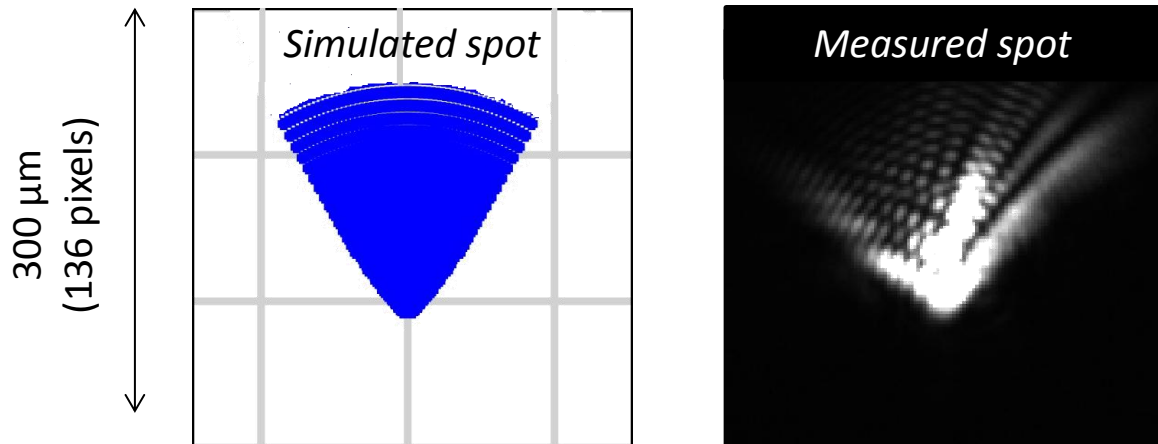 300 µm
(136 pixels)
Simulated spot
Measured spot